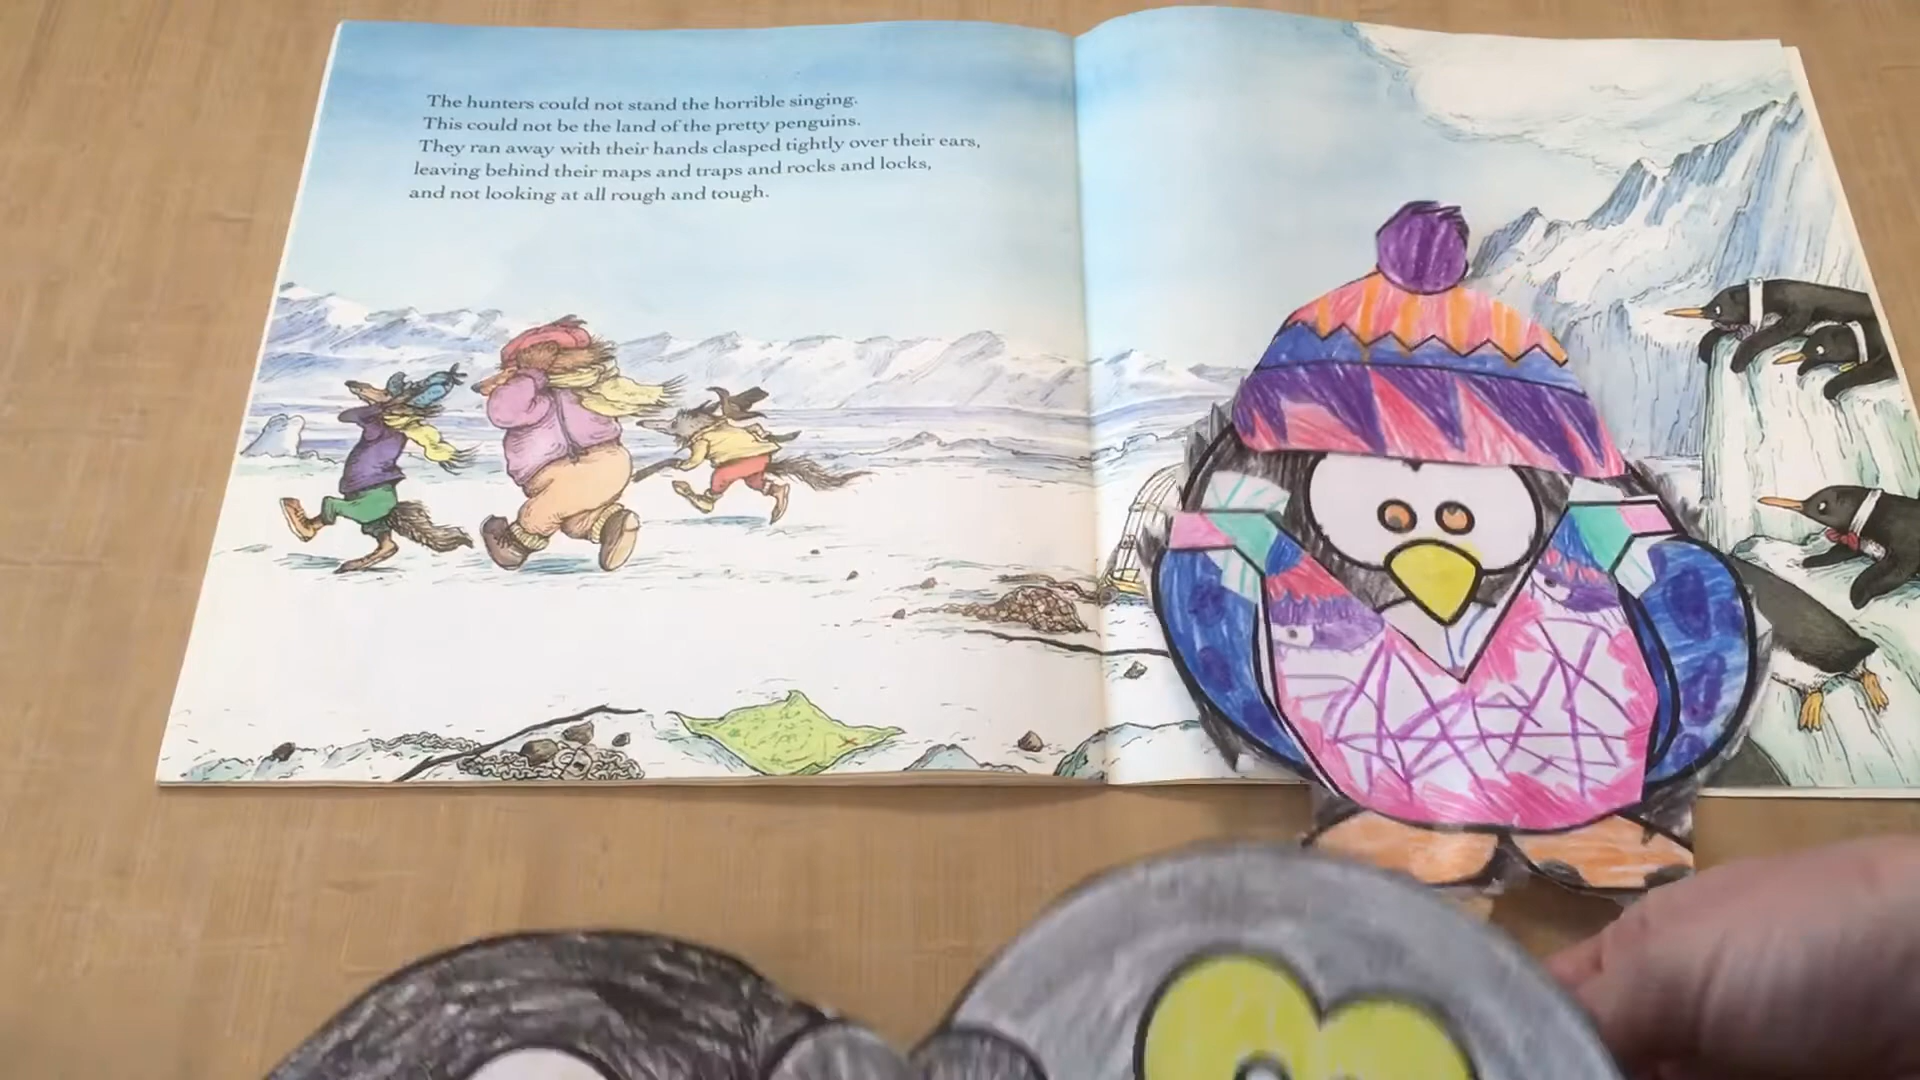 The hunters could not stand the horrible singing.
This could not be the land of the pretty penguins.
They ran away with their hands clasped tightly over their ears,
leaving behind their maps and traps and rocks and locks,
and not looking at all rough and tough.